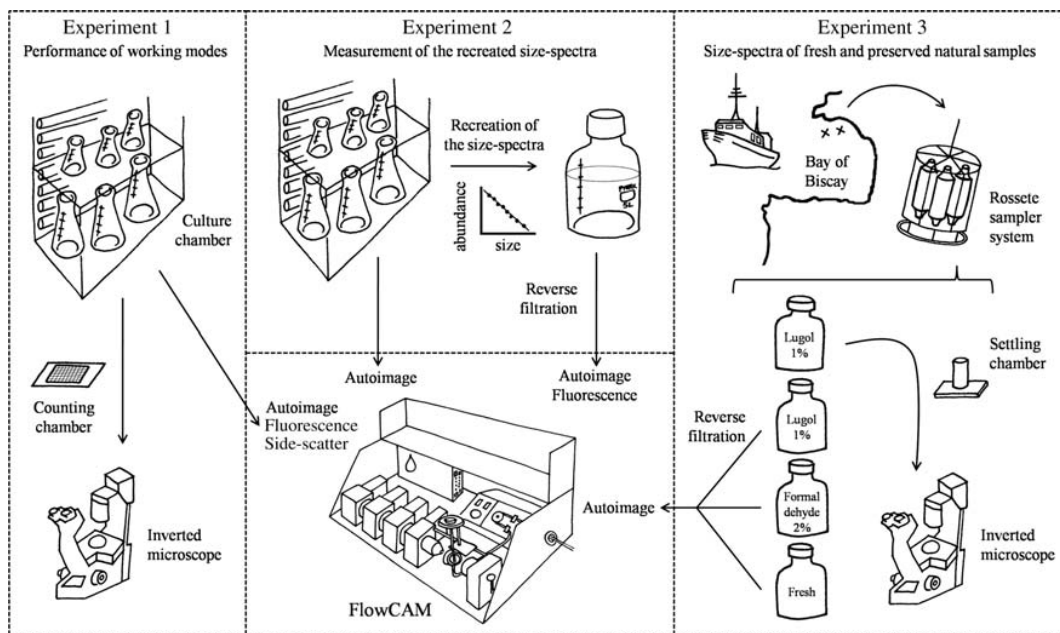 Experiment 1
Performance of working modes
Culture
chamber
Counting
chamber
Inverted
microscope
Experiment 2
Measurement of the recreated size-spectra
Recreation of
the size-spectra
abundance
size
Reverse
filtration
Autoimage
Autoimage
Fluorescence
Autoimage
Fluorescence
Side-scatter
FlowCAM
Experiment 3
Size-spectra of fresh and preserved natural samples
Bay of
Biscay
Rossete
sampler
system
Lugol
1%
Settling
chamber
Reverse
filtration
Lugol
1%
Autoimage
Formal
dehyde
2%
Fresh
Inverted
microscope